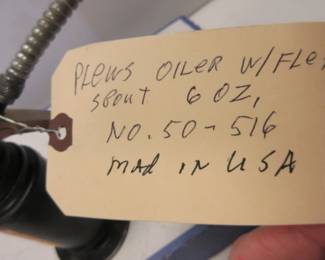 PLEWS OILER W/FLE
SPOUT 6 OZ,
NO. 50-516
MAD IN USA